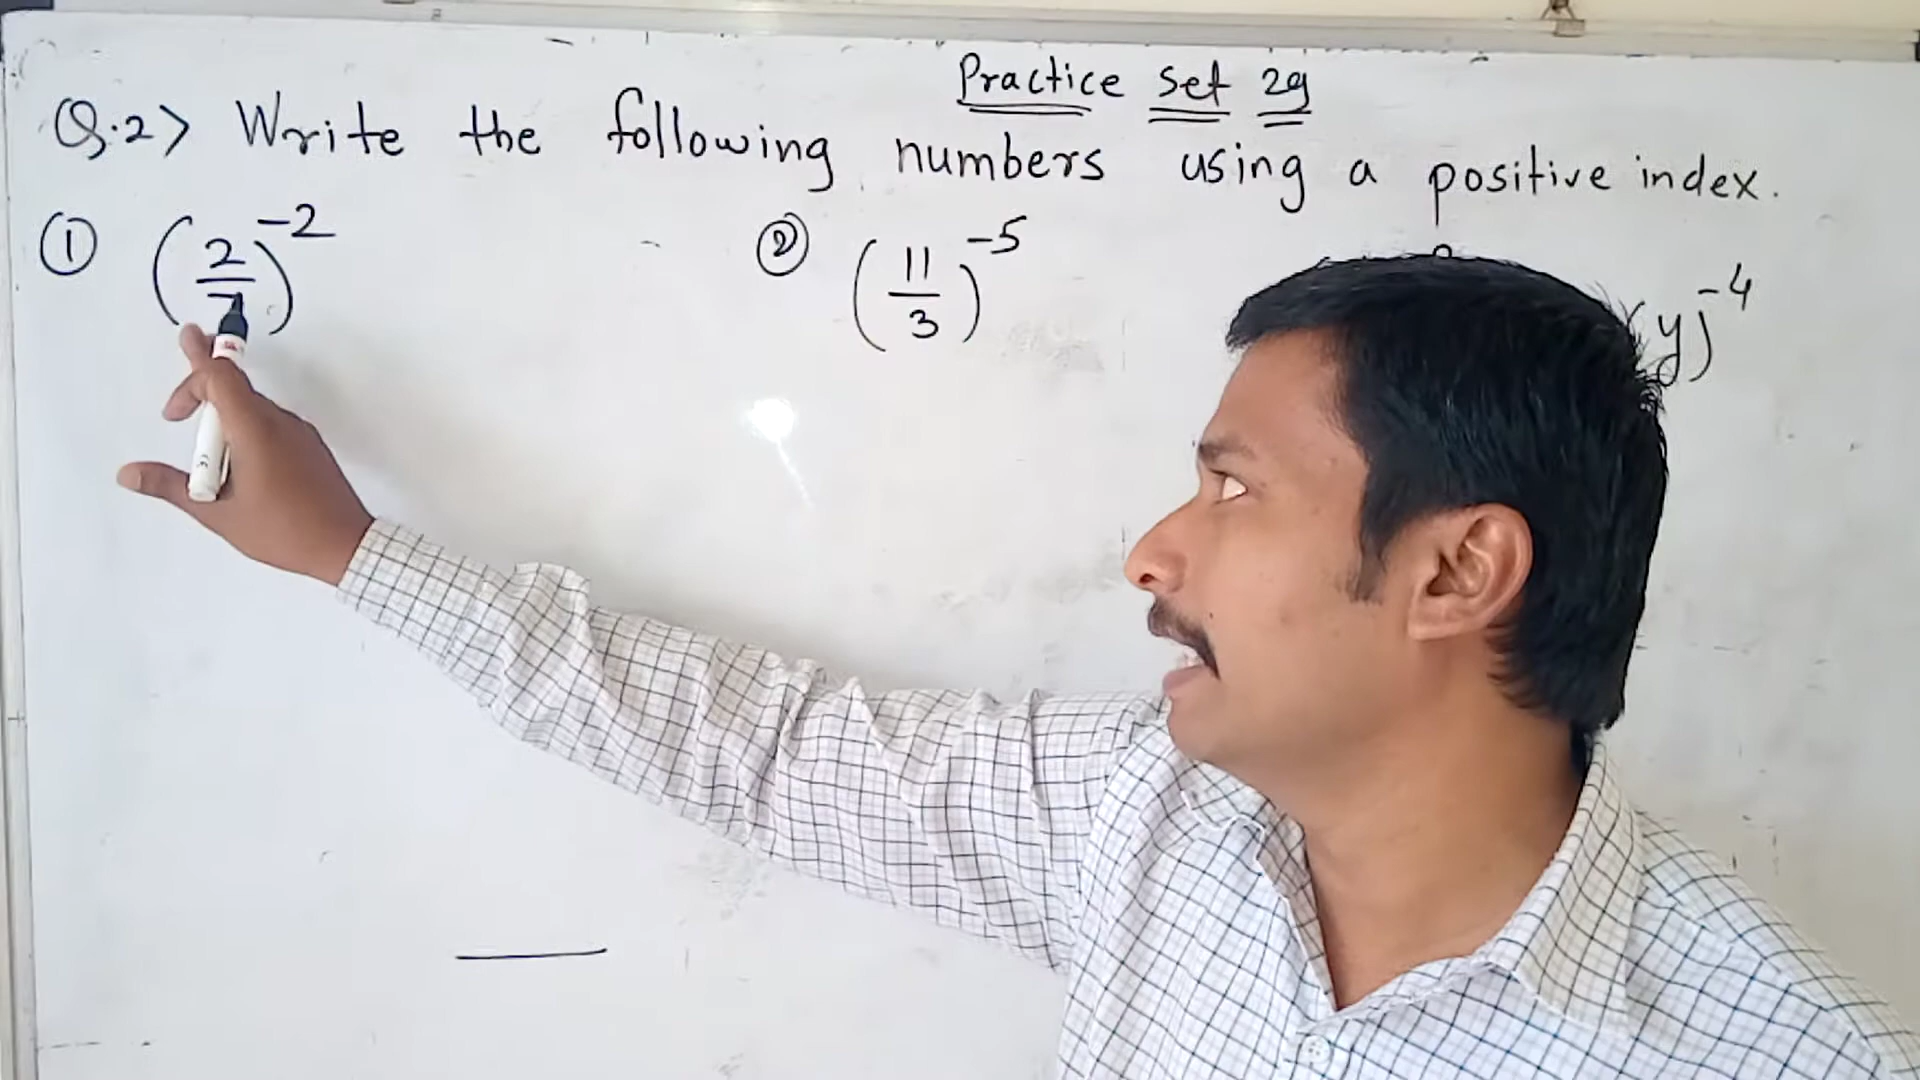 Practice set 2g
Q.2> Write the following numbers using a positive index.
① (2/7)^-2
② (11/3)^-5
y)^-4